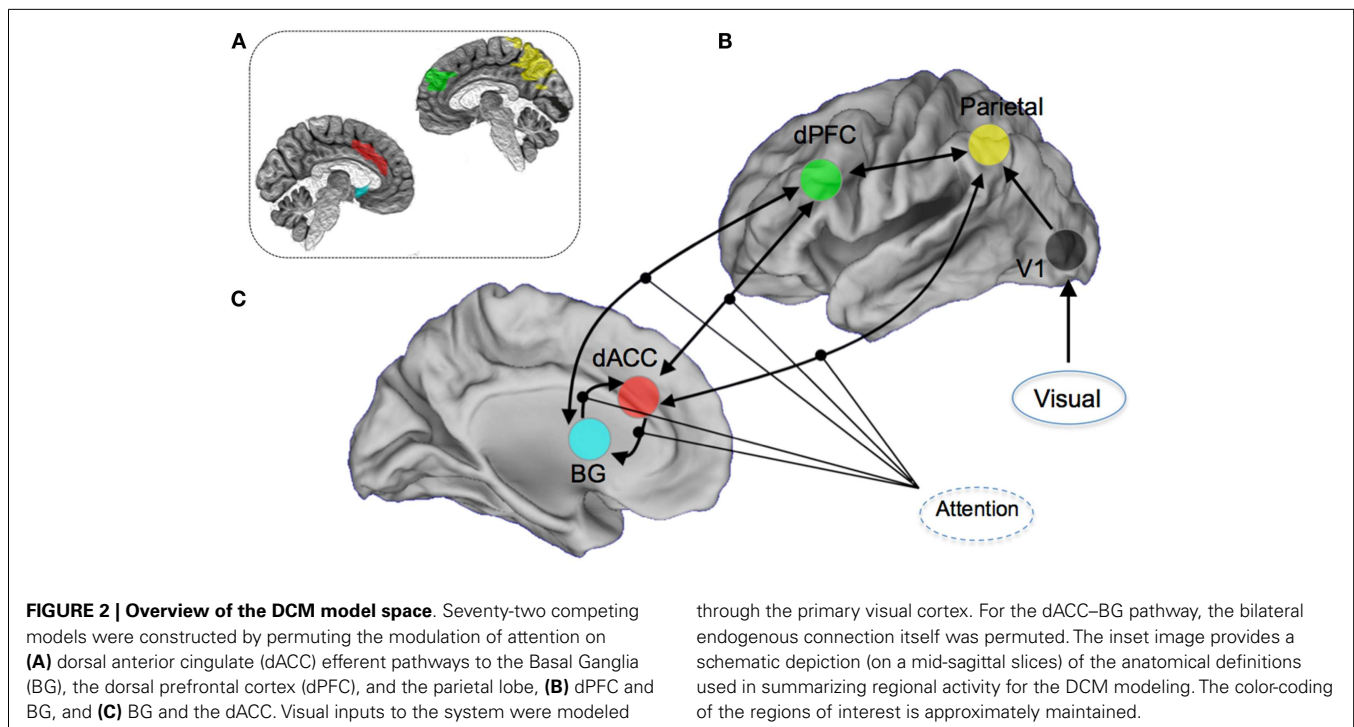 A
B
Parietal
dPFC
V1
C
dACC
Visual
BG
Attention
FIGURE 2 | Overview of the DCM model space. Seventy-two competing
models were constructed by permuting the modulation of attention on
(A) dorsal anterior cingulate (dACC) efferent pathways to the Basal Ganglia
(BG), the dorsal prefrontal cortex (dPFC), and the parietal lobe, (B) dPFC and
BG, and (C) BG and the dACC. Visual inputs to the system were modeled
through the primary visual cortex. For the dACC–BG pathway, the bilateral
endogenous connection itself was permuted. The inset image provides a
schematic depiction (on a mid-sagittal slices) of the anatomical definitions
used in summarizing regional activity for the DCM modeling. The color-coding
of the regions of interest is approximately maintained.